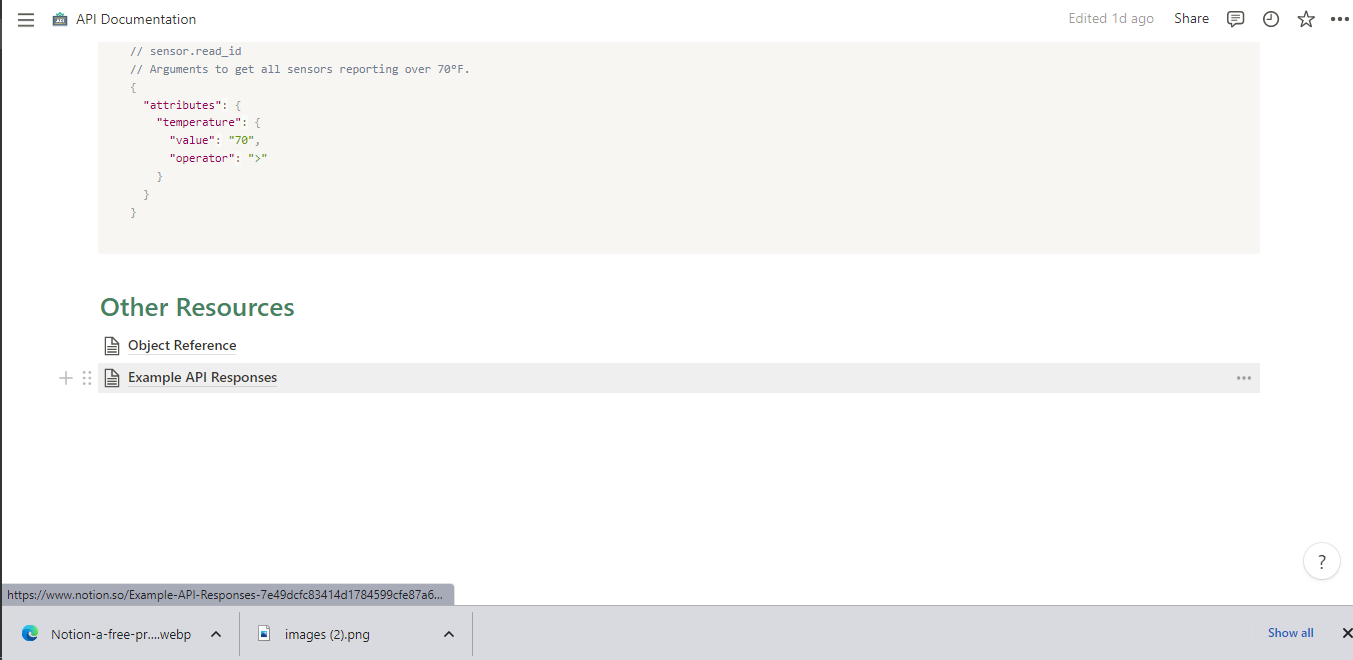 API Documentation
Edited 1d ago Share
// sensor.read_id
// Arguments to get all sensors reporting over 70°F.
{
"attributes": {
"temperature": {
"value": "70",
"operator": ">"
}
}
}
Other Resources
Object Reference
Example API Responses
?
https://www.notion.so/Example-API-Responses-7e49dcfc83414d1784599cfe87a6...
Notion-a-free-pr....webp
images (2).png
Show all